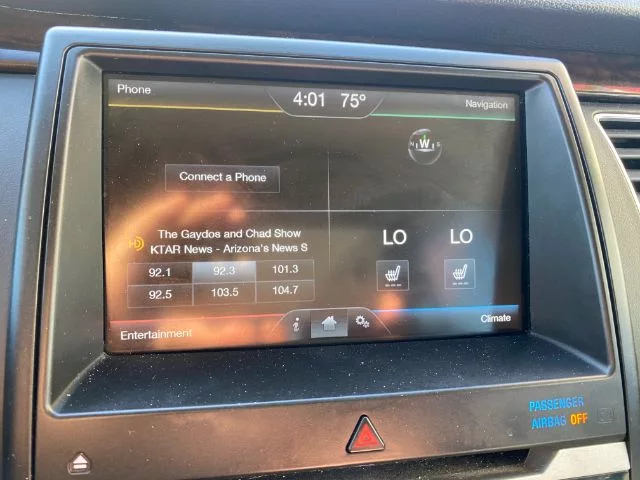 Phone
4:01 75°
Navigation
N W S
Connect a Phone
The Gaydos and Chad Show
KTAR News - Arizona's News S
HD
LO LO
92.1 92.3 101.3
92.5 103.5 104.7
Entertainment
i
Climate
PASSENGER
AIRBAG OFF